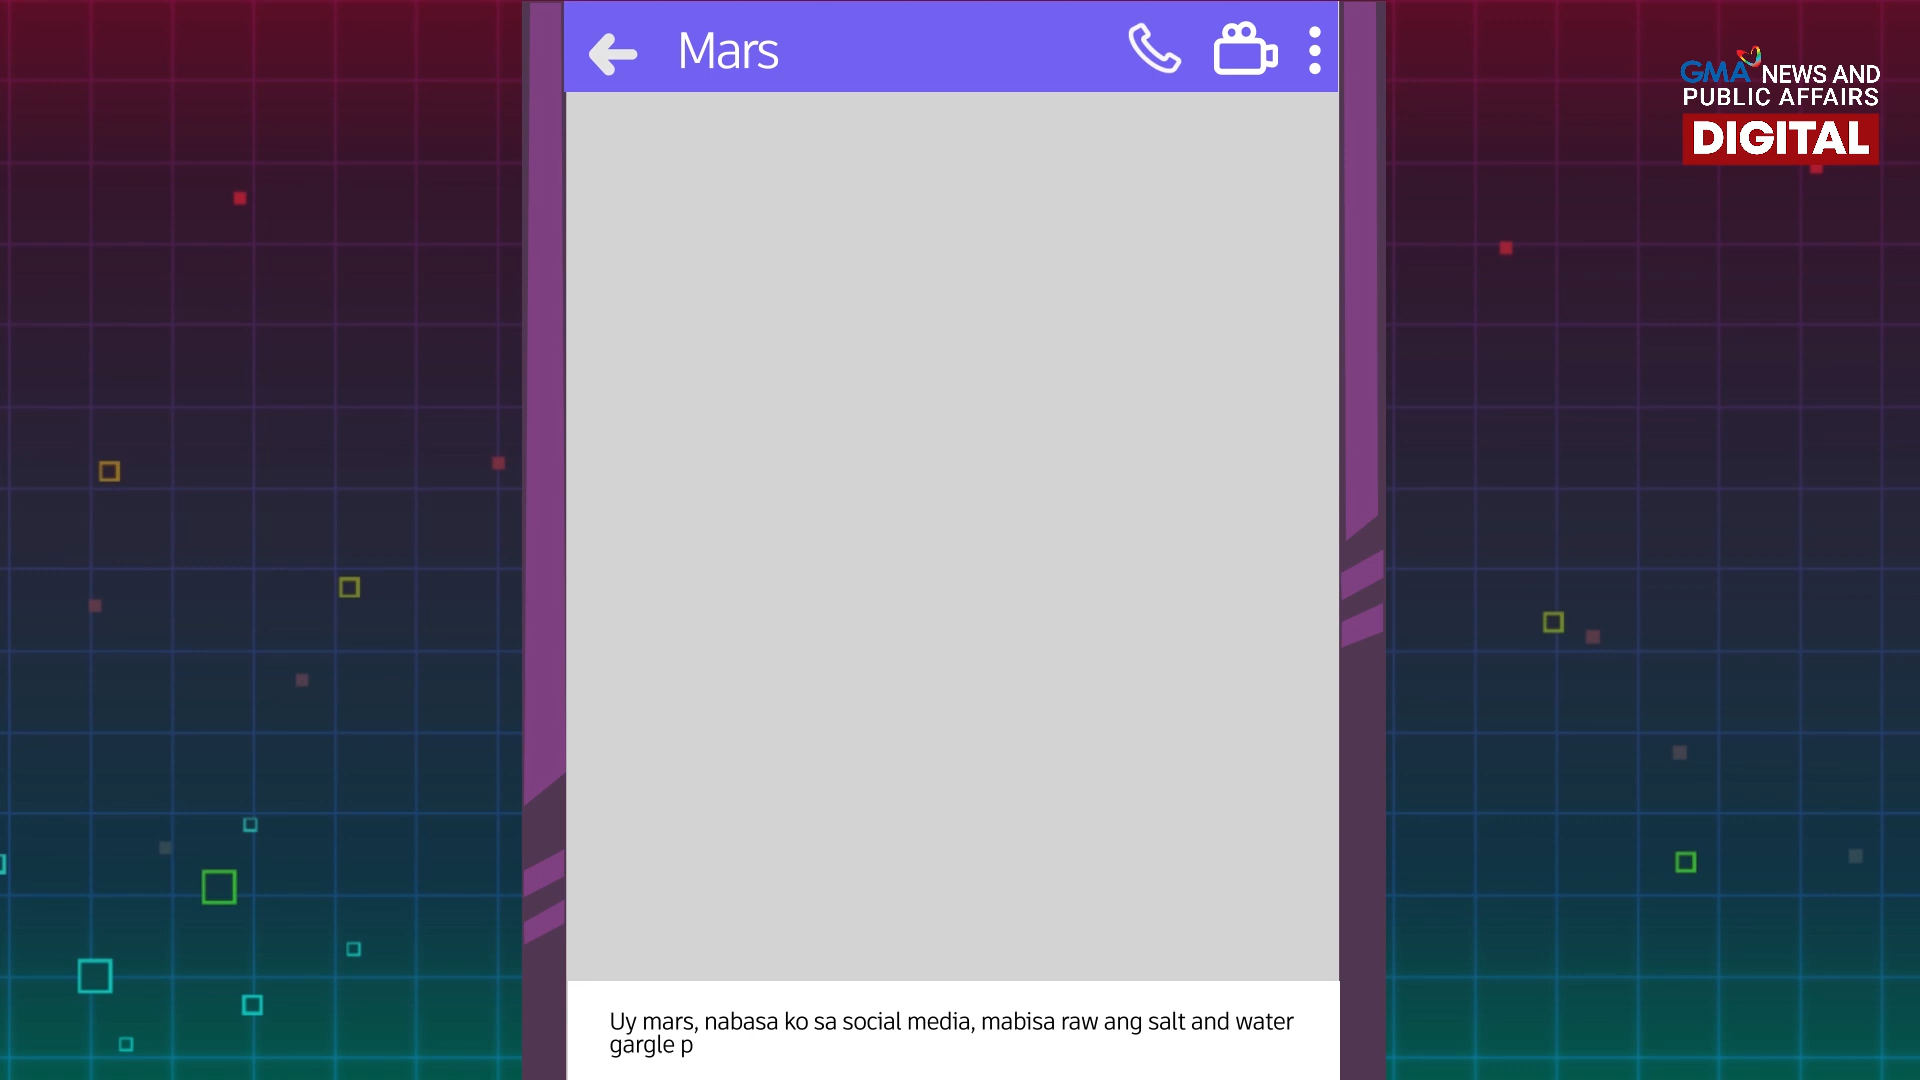 Mars
GMA NEWS AND
PUBLIC AFFAIRS
DIGITAL
Uy mars, nabasa ko sa social media, mabisa raw ang salt and water
gargle p